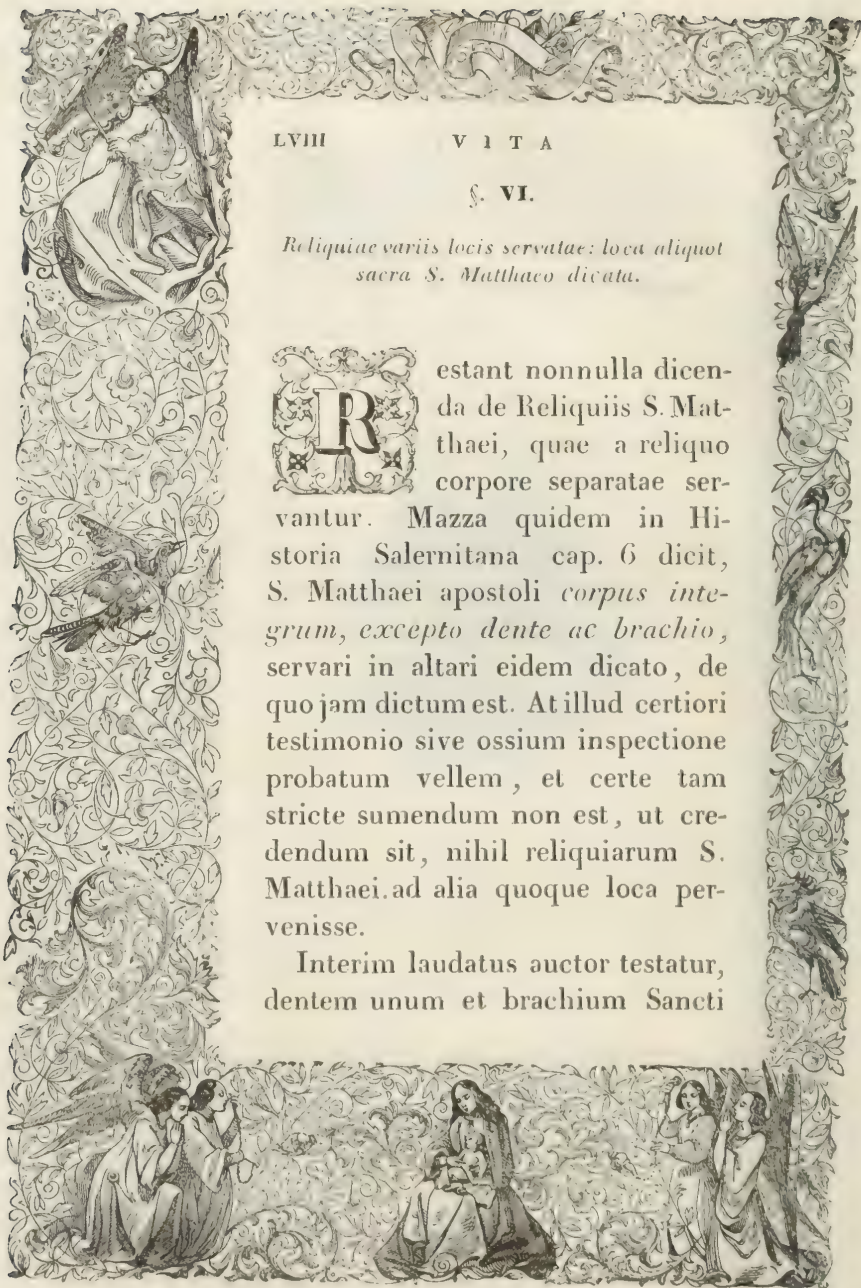 LVIII VITA
§. VI.
Reliquiae variis locis servatae: loca aliquot
sacra S. Matthaeo dicata.
Restant nonnulla dicen-
da de Reliquiis S. Mat-
thaei, quae a reliquo
corpore separatae ser-
vantur. Mazza quidem in Hi-
storia Salernitana cap. 6 dicit,
S. Matthaei apostoli corpus inte-
grum, excepto dente ac brachio,
servari in altari eidem dicato, de
quo jam dictum est. At illud certiori
testimonio sive ossium inspectione
probatum vellem, et certe tam
stricte sumendum non est, ut cre-
dendum sit, nihil reliquiarum S.
Matthaei.ad alia quoque loca per-
venisse.
Interim laudatus auctor testatur,
dentem unum et brachium Sancti